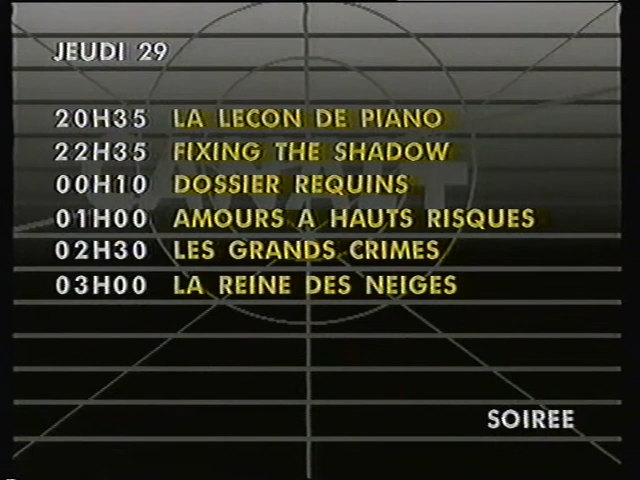 JEUDI 29
20H35 LA LECON DE PIANO
22H35 FIXING THE SHADOW
00H10 DOSSIER REQUINS
01H00 AMOURS A HAUTS RISQUES
02H30 LES GRANDS CRIMES
03H00 LA REINE DES NEIGES
SOIREE